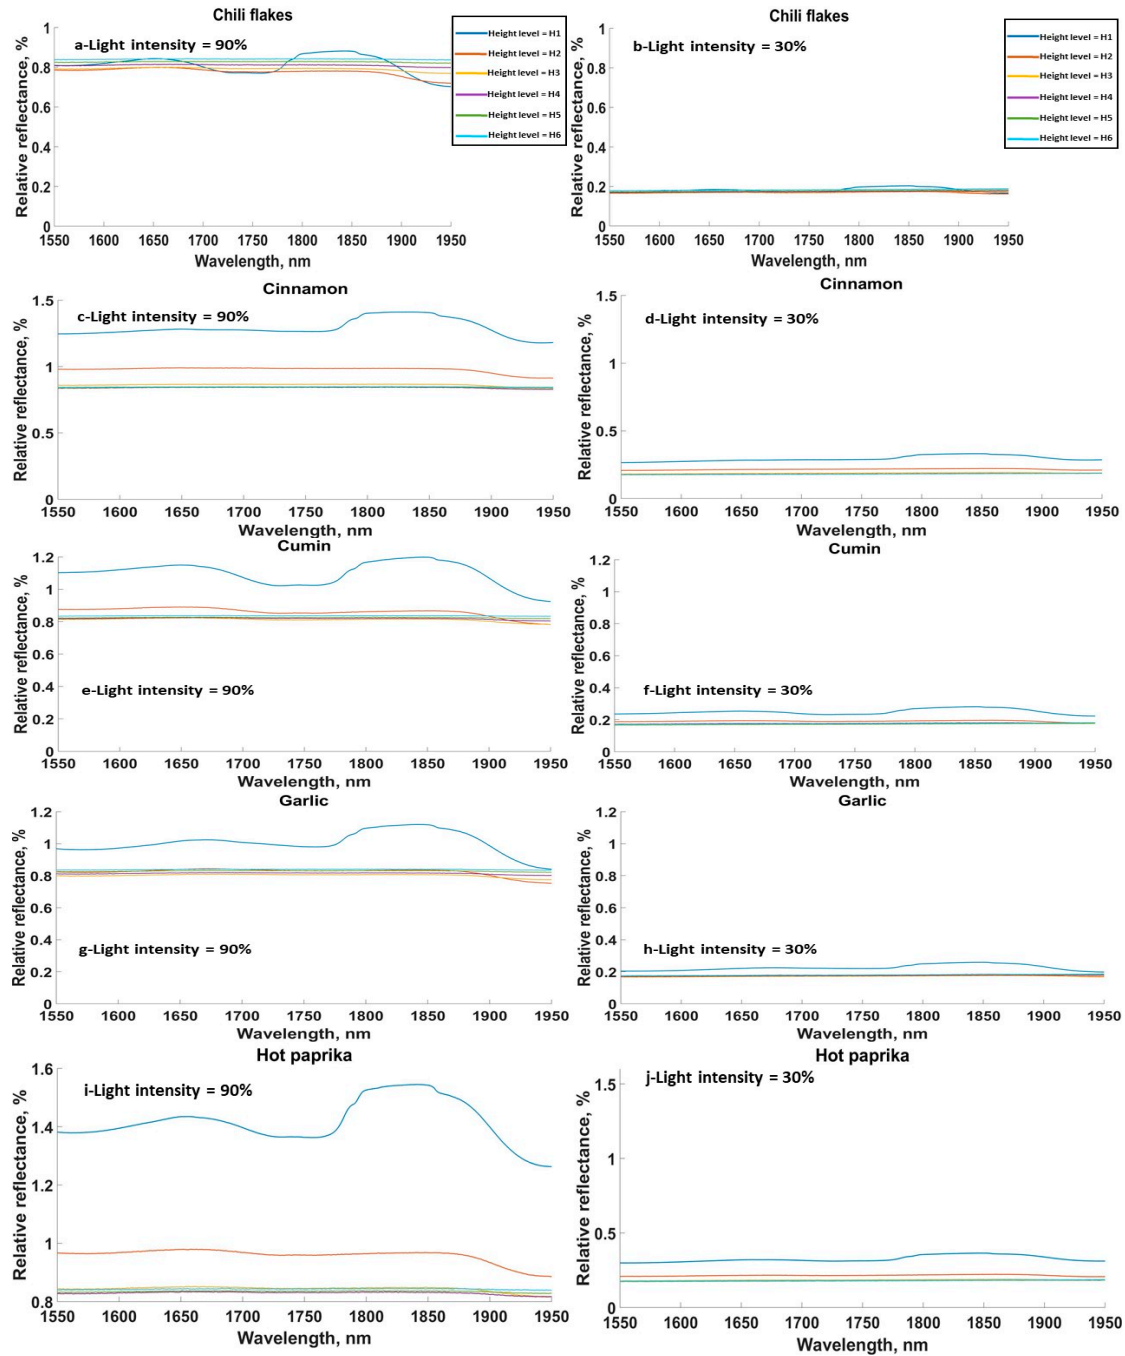 Chili flakes
a-Light intensity = 90%
Height level = H1
Height level = H2
Height level = H3
Height level = H4
Height level = H5
Height level = H6
Relative reflectance, %
1
0.8
0.6
0.4
0.2
0
1550 1600 1650 1700 1750 1800 1850 1900 1950
Wavelength, nm
Chili flakes
b-Light intensity = 30%
Height level = H1
Height level = H2
Height level = H3
Height level = H4
Height level = H5
Height level = H6
Relative reflectance, %
1
0.8
0.6
0.4
0.2
0
1550 1600 1650 1700 1750 1800 1850 1900 1950
Wavelength, nm
Cinnamon
c-Light intensity = 90%
Relative reflectance, %
1.5
1
0.5
0
1550 1600 1650 1700 1750 1800 1850 1900 1950
Wavelength, nm
Cinnamon
d-Light intensity = 30%
Relative reflectance, %
1.5
1
0.5
0
1550 1600 1650 1700 1750 1800 1850 1900 1950
Wavelength, nm
Cumin
e-Light intensity = 90%
Relative reflectance, %
1.2
1
0.8
0.6
0.4
0.2
0
1550 1600 1650 1700 1750 1800 1850 1900 1950
Wavelength, nm
Cumin
f-Light intensity = 30%
Relative reflectance, %
1.2
1
0.8
0.6
0.4
0.2
0
1550 1600 1650 1700 1750 1800 1850 1900 1950
Wavelength, nm
Garlic
g-Light intensity = 90%
Relative reflectance, %
1.2
1
0.8
0.6
0.4
0.2
0
1550 1600 1650 1700 1750 1800 1850 1900 1950
Wavelength, nm
Garlic
h-Light intensity = 30%
Relative reflectance, %
1.2
1
0.8
0.6
0.4
0.2
0
1550 1600 1650 1700 1750 1800 1850 1900 1950
Wavelength, nm
Hot paprika
i-Light intensity = 90%
Relative reflectance, %
1.6
1.4
1.2
1
0.8
1550 1600 1650 1700 1750 1800 1850 1900 1950
Wavelength, nm
Hot paprika
j-Light intensity = 30%
Relative reflectance, %
1.5
1
0.5
0
1550 1600 1650 1700 1750 1800 1850 1900 1950
Wavelength, nm